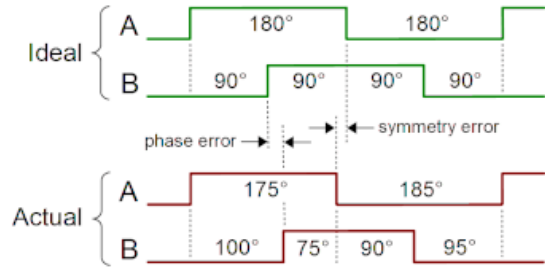 A 180° 180°
Ideal
B 90° 90° 90° 90°
phase error symmetry error
A 175° 185°
Actual
B 100° 75° 90° 95°